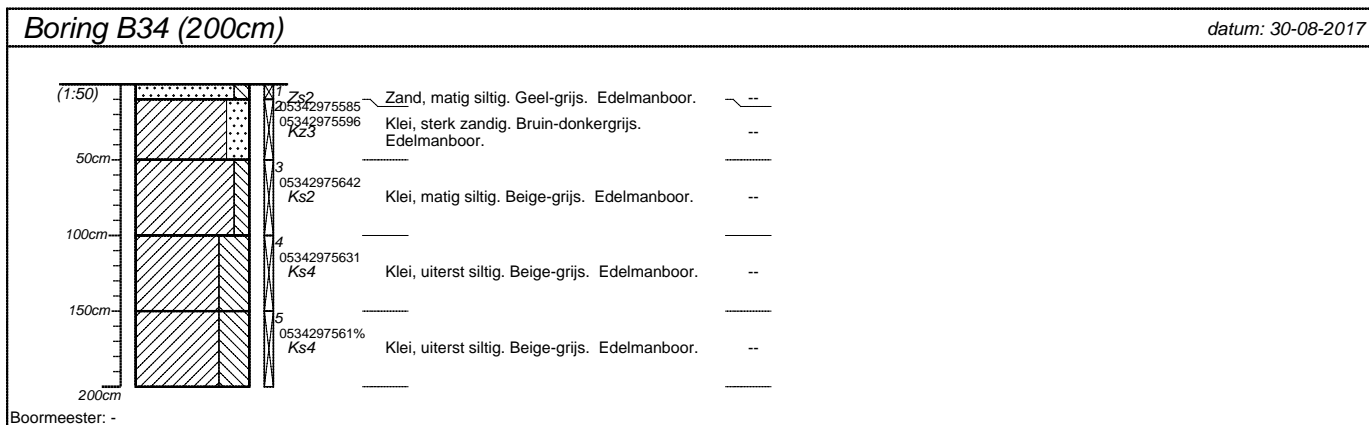 Boring B34 (200cm) datum: 30-08-2017
(1:50)
1
Zs2 Zand, matig siltig. Geel-grijs. Edelmanboor. --
2
05342975585
05342975596
Kz3 Klei, sterk zandig. Bruin-donkergrijs. --
Edelmanboor.
50cm
3
05342975642
Ks2 Klei, matig siltig. Beige-grijs. Edelmanboor. --
100cm
4
05342975631
Ks4 Klei, uiterst siltig. Beige-grijs. Edelmanboor. --
150cm
5
0534297561%
Ks4 Klei, uiterst siltig. Beige-grijs. Edelmanboor. --
200cm
Boormeester: -